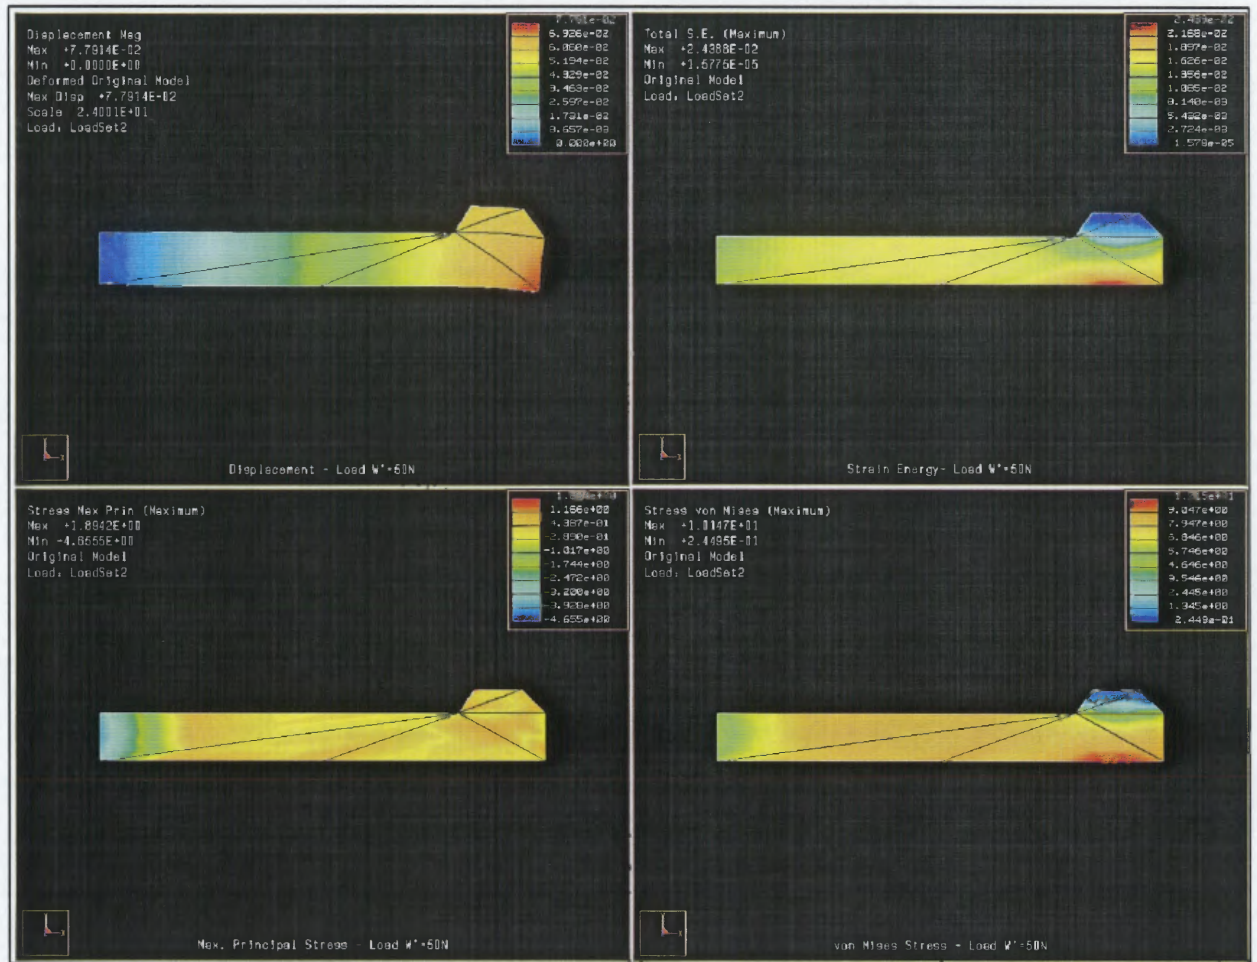 Displacement Mag
Max +7.7914E-02
Min +0.0000E+00
Deformed Original Model
Max Disp +7.7914E-02
Scale 2.4001E+01
Load: LoadSet2
6.926e-02
6.060e-02
5.194e-02
4.329e-02
3.463e-02
2.597e-02
1.731e-02
8.657e-03
0.000e+00
Displacement - Load W'=50N
Total S.E. (Maximum)
Max +2.4388E-02
Min +1.5775E-05
Original Model
Load: LoadSet2
2.439e-02
2.168e-02
1.897e-02
1.626e-02
1.356e-02
1.085e-02
8.140e-03
5.432e-03
2.724e-03
1.578e-05
Strain Energy- Load W'=50N
Stress Max Prin (Maximum)
Max +1.8942E+00
Min -4.6555E+00
Original Model
Load: LoadSet2
1.166e+00
4.387e-01
-2.890e-01
-1.017e+00
-1.744e+00
-2.472e+00
-3.200e+00
-3.928e+00
-4.655e+00
Max. Principal Stress - Load W'=50N
Stress von Mises (Maximum)
Max +1.0147E+01
Min +2.4495E-01
Original Model
Load: LoadSet2
9.047e+00
7.947e+00
6.846e+00
5.746e+00
4.646e+00
3.546e+00
2.445e+00
1.345e+00
2.449e-01
von Mises Stress - Load W'=50N